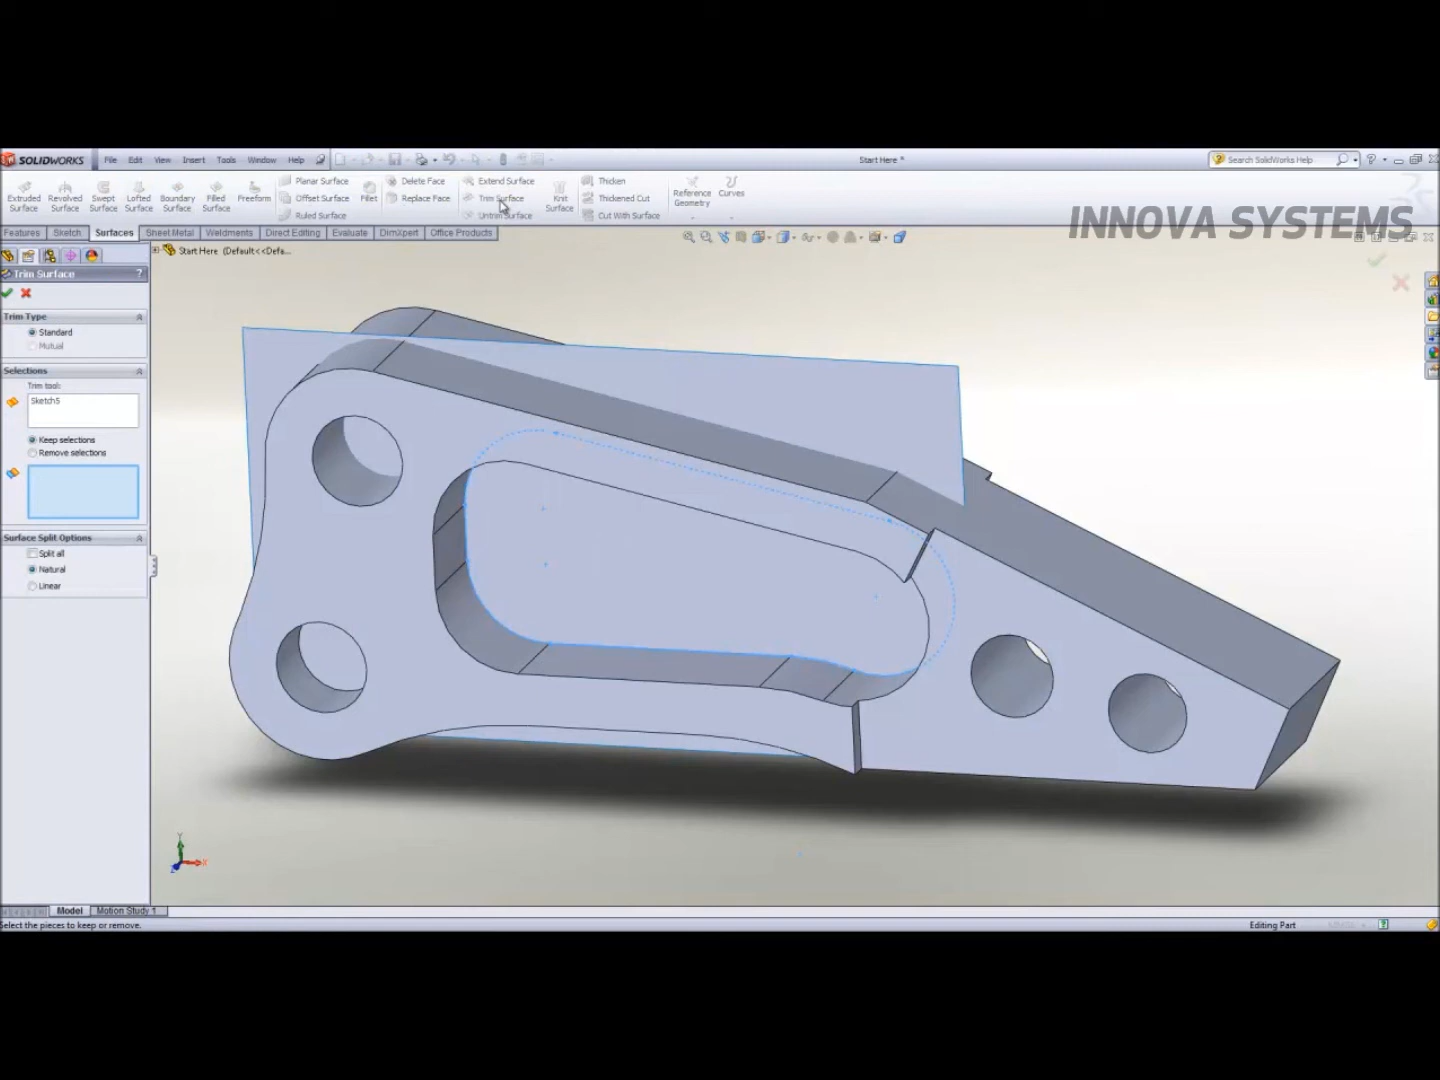 INNOVA SYSTEMS
SOLIDWORKS File Edit View Insert Tools Window Help Start Here * Search SolidWorks Help
Extruded Surface Revolved Surface Swept Surface Lofted Surface Boundary Surface Filled Surface Freeform
Planar Surface
Offset Surface
Ruled Surface
Fillet
Delete Face
Replace Face
Extend Surface
Trim Surface
Untrim Surface
Knit Surface
Thicken
Thickened Cut
Cut With Surface
Reference Geometry
Curves
Features Sketch Surfaces Sheet Metal Weldments Direct Editing Evaluate DimXpert Office Products
Start Here (Default<<Defa...
Trim Surface ?
Trim Type
Standard
Mutual
Selections
Trim tool:
Sketch5
Keep selections
Remove selections
Surface Split Options
Split all
Natural
Linear
Y
X
Model Motion Study 1
Select the pieces to keep or remove. Editing Part